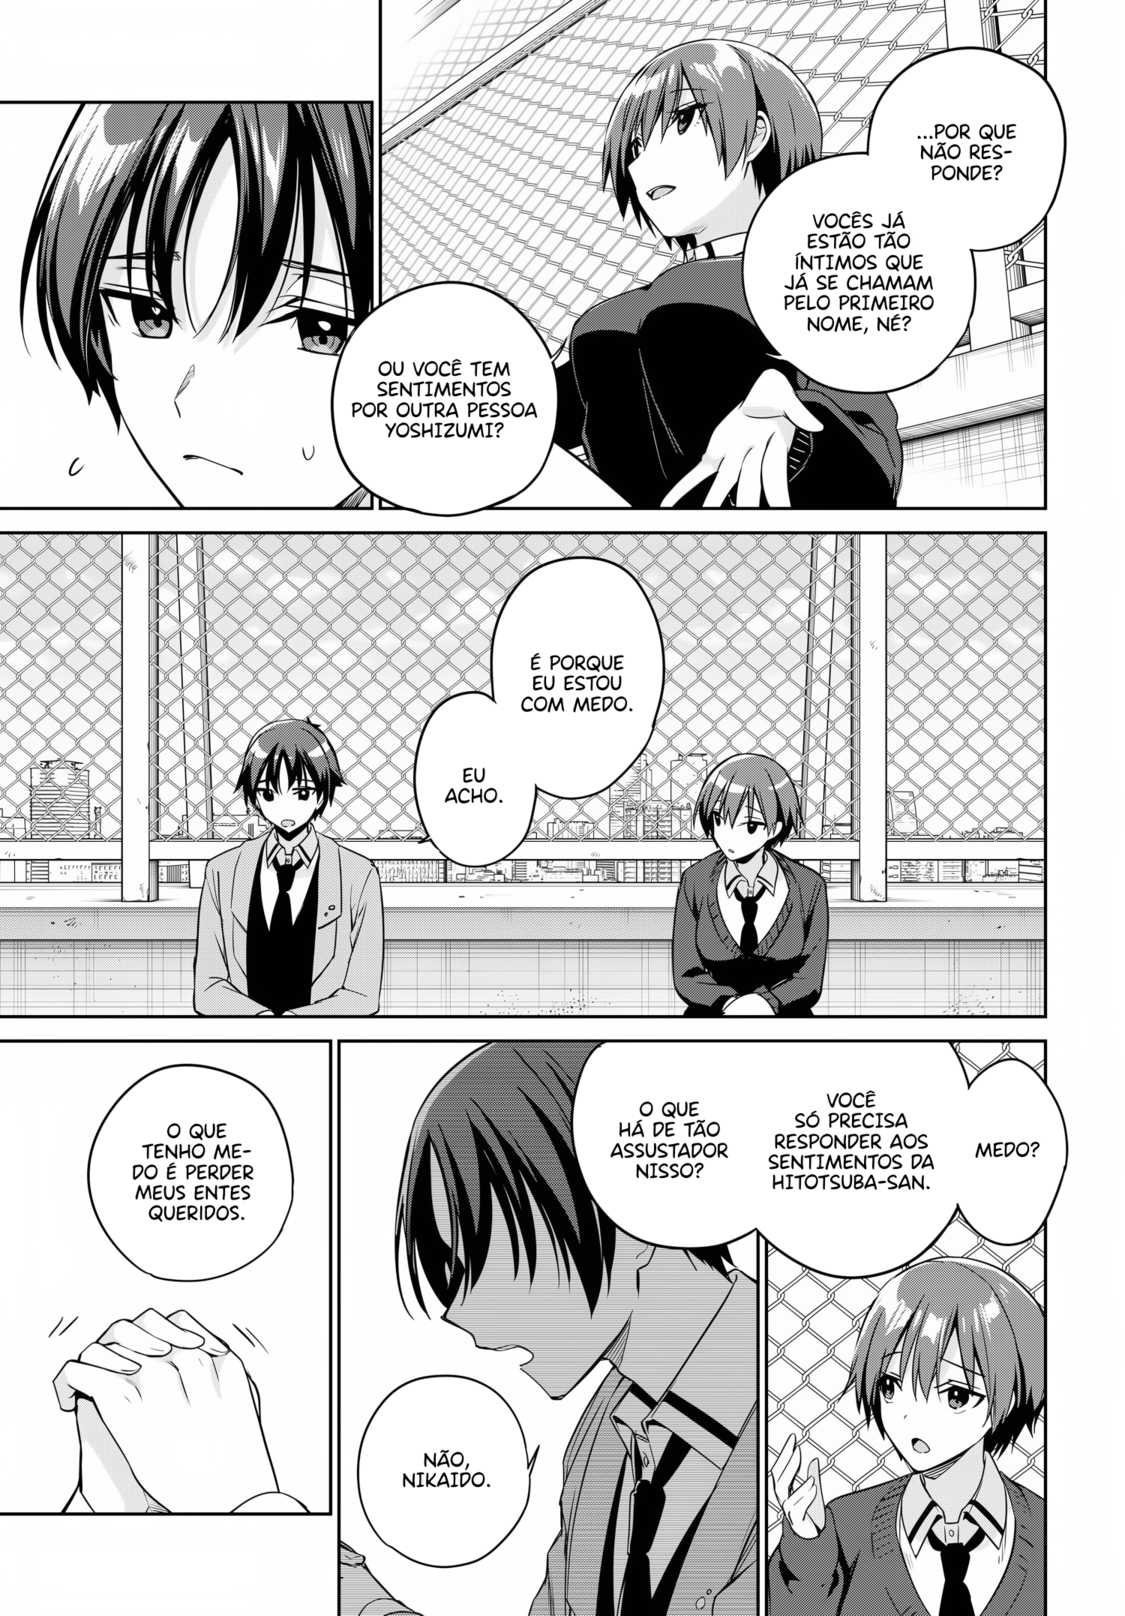 ...POR QUE
NÃO RES-
PONDE?
VOCÊS JÁ
ESTÃO TÃO
ÍNTIMOS QUE
JÁ SE CHAMAM
PELO PRIMEIRO
NOME, NÉ?
OU VOCÊ TEM
SENTIMENTOS
POR OUTRA PESSOA
YOSHIZUMI?
É PORQUE
EU ESTOU
COM MEDO.
EU
ACHO.
MEDO?
VOCÊ
SÓ PRECISA
RESPONDER AOS
SENTIMENTOS DA
HITOTSUBA-SAN.
O QUE
HÁ DE TÃO
ASSUSTADOR
NISSO?
NÃO,
NIKAIDO.
O QUE
TENHO ME-
DO É PERDER
MEUS ENTES
QUERIDOS.